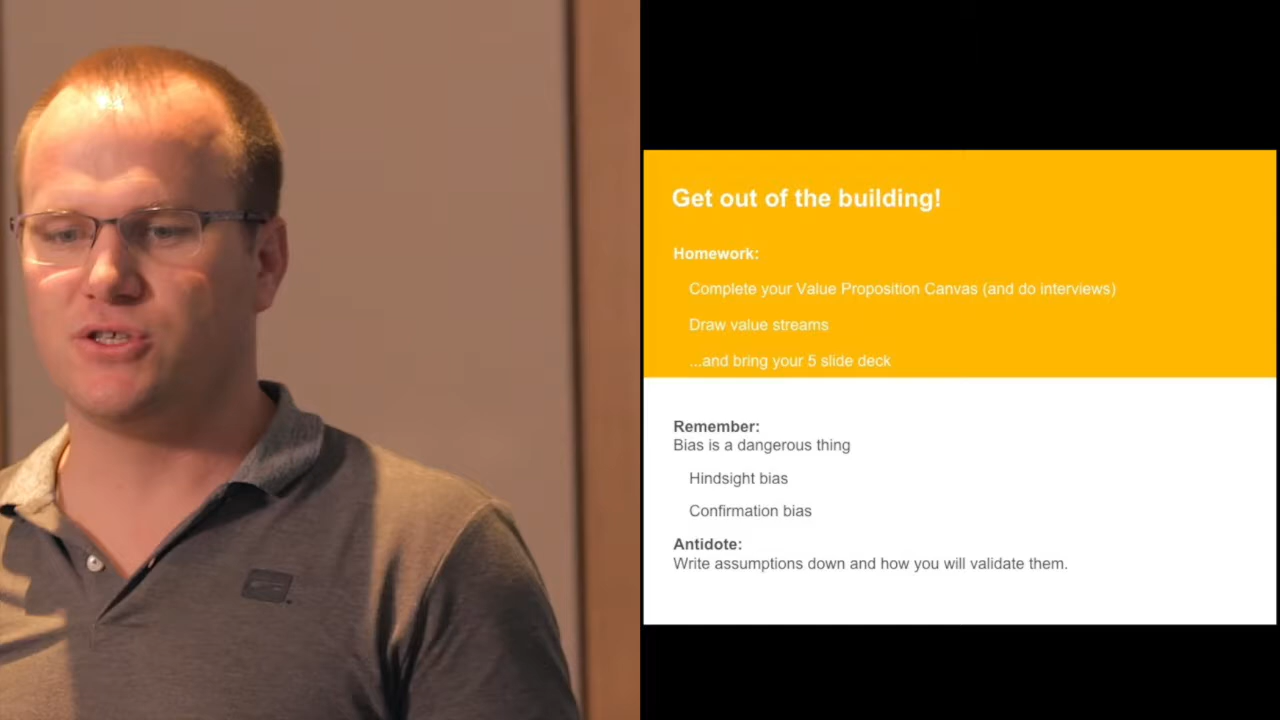 Get out of the building!
Homework:
Complete your Value Proposition Canvas (and do interviews)
Draw value streams
...and bring your 5 slide deck
Remember:
Bias is a dangerous thing
Hindsight bias
Confirmation bias
Antidote:
Write assumptions down and how you will validate them.